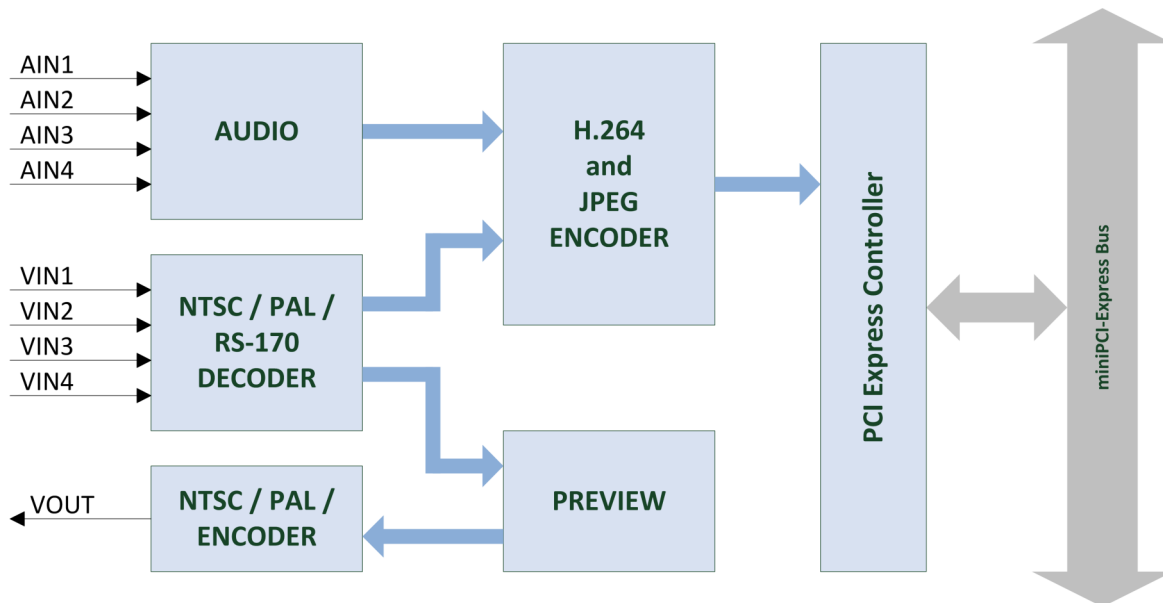 AIN1
AIN2
AIN3
AIN4
AUDIO
H.264
and
JPEG
ENCODER
VIN1
VIN2
VIN3
VIN4
NTSC / PAL /
RS-170
DECODER
VOUT
NTSC / PAL /
ENCODER
PREVIEW
PCI Express Controller
miniPCI-Express Bus